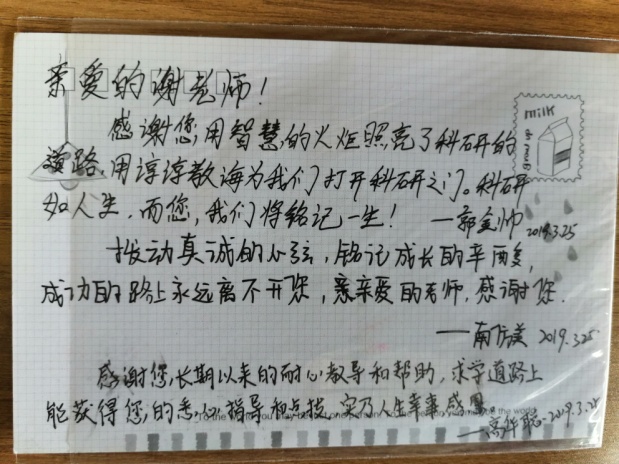 亲爱的谢老师!
milk
grow up
感谢您,用智慧的火炬照亮了科研的
道路,用谆谆教诲为我们打开科研之门。科研
如人生,而您,我们将铭记一生!——郭金帅 2019.3.25
拨动真诚的心弦,铭记成长的辛酸,
成功的路上永远离不开您,亲亲爱的老师,感谢您.
——南 2019.3.25
感谢您,长期以来的耐心教导和帮助,求学道路上
能获得您的悉心指导和点拨,实乃人生幸事 感恩。
——高 聪 2019.3.25
the world